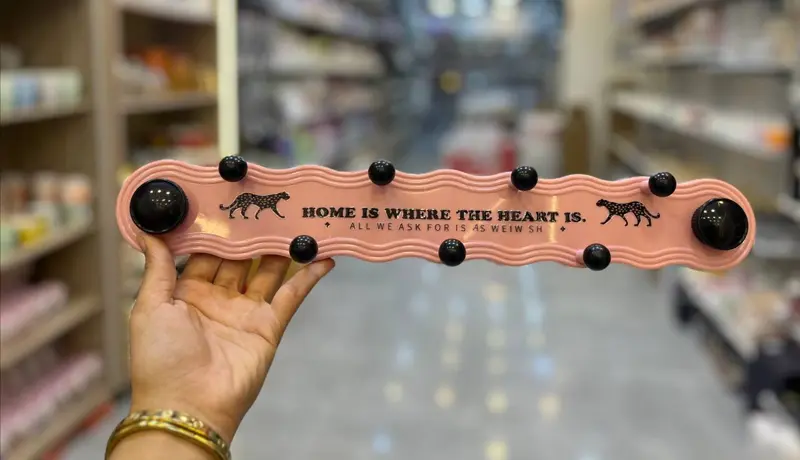 HOME IS WHERE THE HEART IS.
ALL WE ASK FOR IS AS WEIW SH